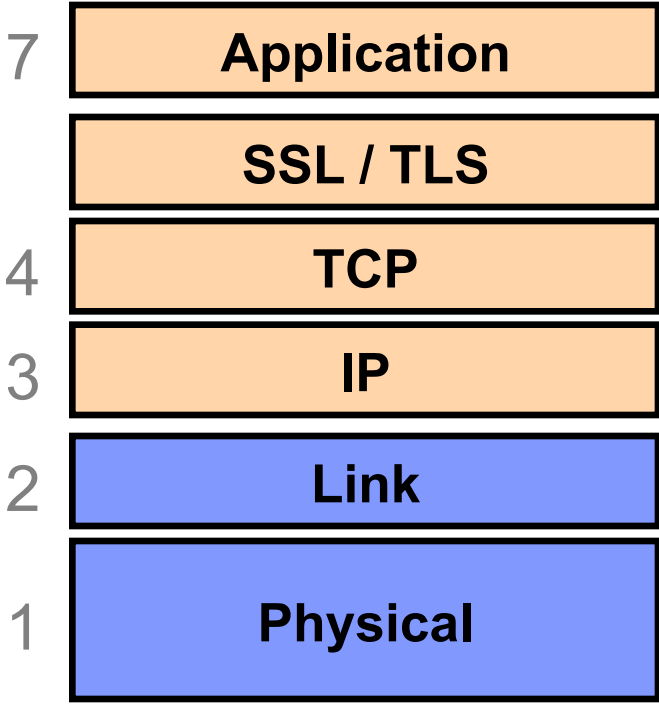 7 Application
SSL / TLS
4 TCP
3 IP
2 Link
1 Physical